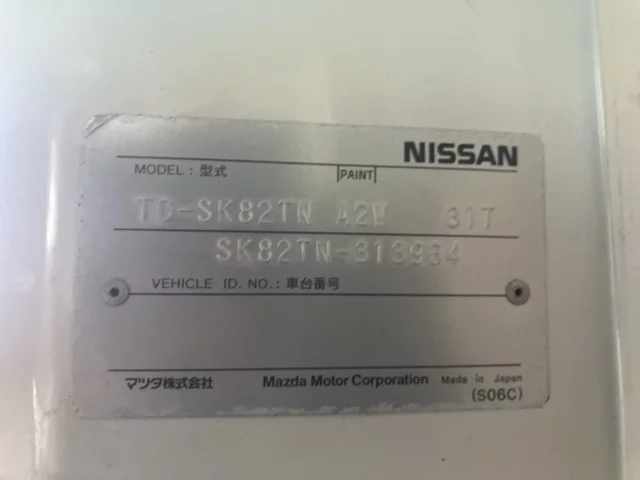 NISSAN
MODEL: 型式 PAINT
TC-SK82TN A2W 31T
SK82TN-313934
VEHICLE ID. NO.: 車台番号
マツダ株式会社 Mazda Motor Corporation Made in Japan
(S06C)